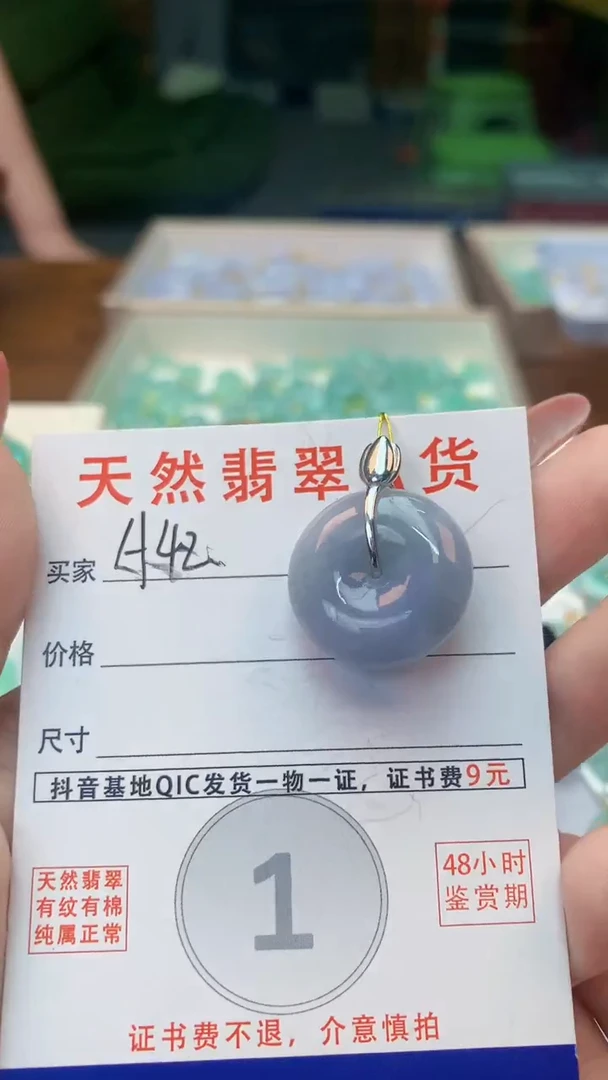 天然翡翠 货
买家
价格
尺寸
抖音基地QIC发货一物一证，证书费9元
天然翡翠
有纹有棉
纯属正常
1
48小时
鉴赏期
证书费不退，介意慎拍